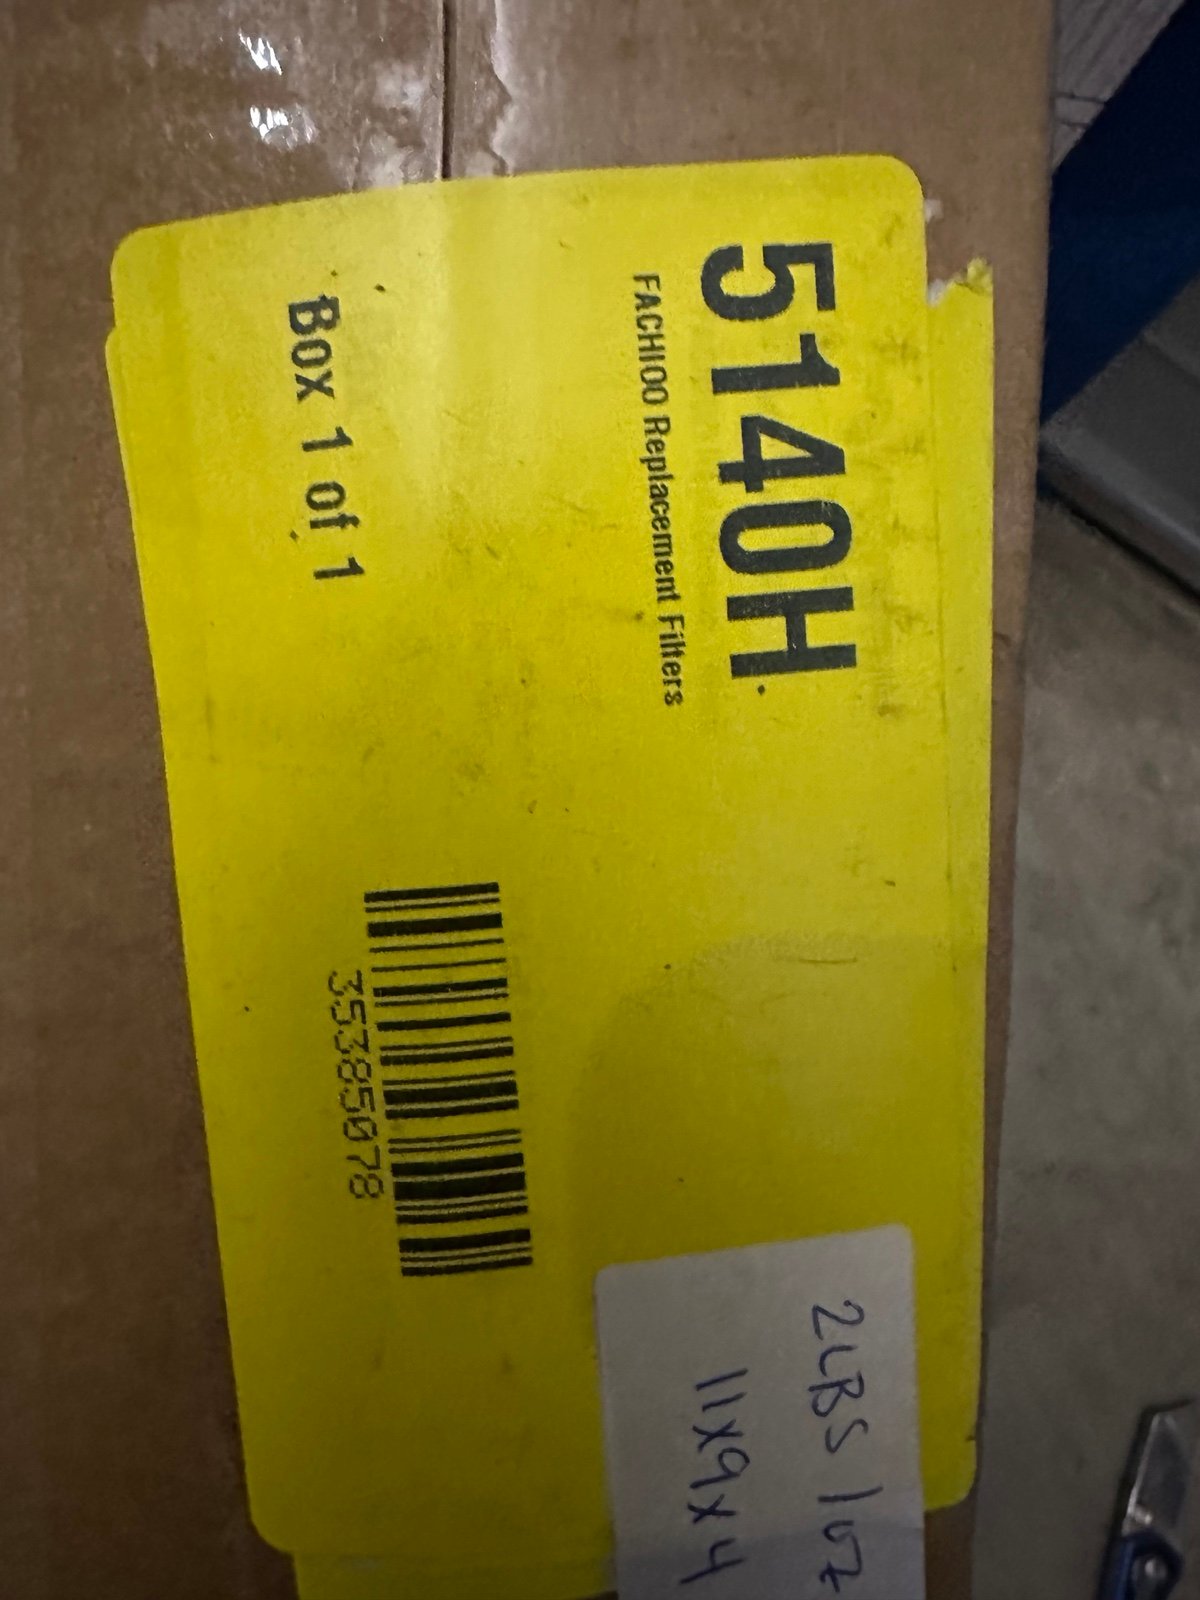 5140H
FACHIOO Replacement Filters
Box 1 of 1
35385078
2LBS 1oz
11x9x4